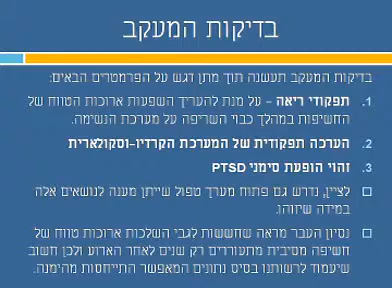 בדיקות המעקב
בדיקות המעקב תעשנה תוך מתן דגש על הפרמטרים הבאים:
1. תפקודי ריאה - על מנת להעריך השפעות ארוכות הטווח של
החשיפות במהלך כבוי השריפה על מערכת הנשימה.
2. הערכה תפקודית של המערכת הקרדיו-וסקולארית
3. זהוי הופעת סימני PTSD
לציין, נדרש גם פתוח מערך טפול שייתן מענה לנושאים אלה
במידה שיזוהו.
נסיון העבר מראה שחששות לגבי השלכות ארוכות טווח של
חשיפה מסיבית מתעוררים רק שנים לאחר הארוע ולכן חשוב
שיעמוד לרשותנו בסיס נתונים המאפשר התייחסות מהימנה.